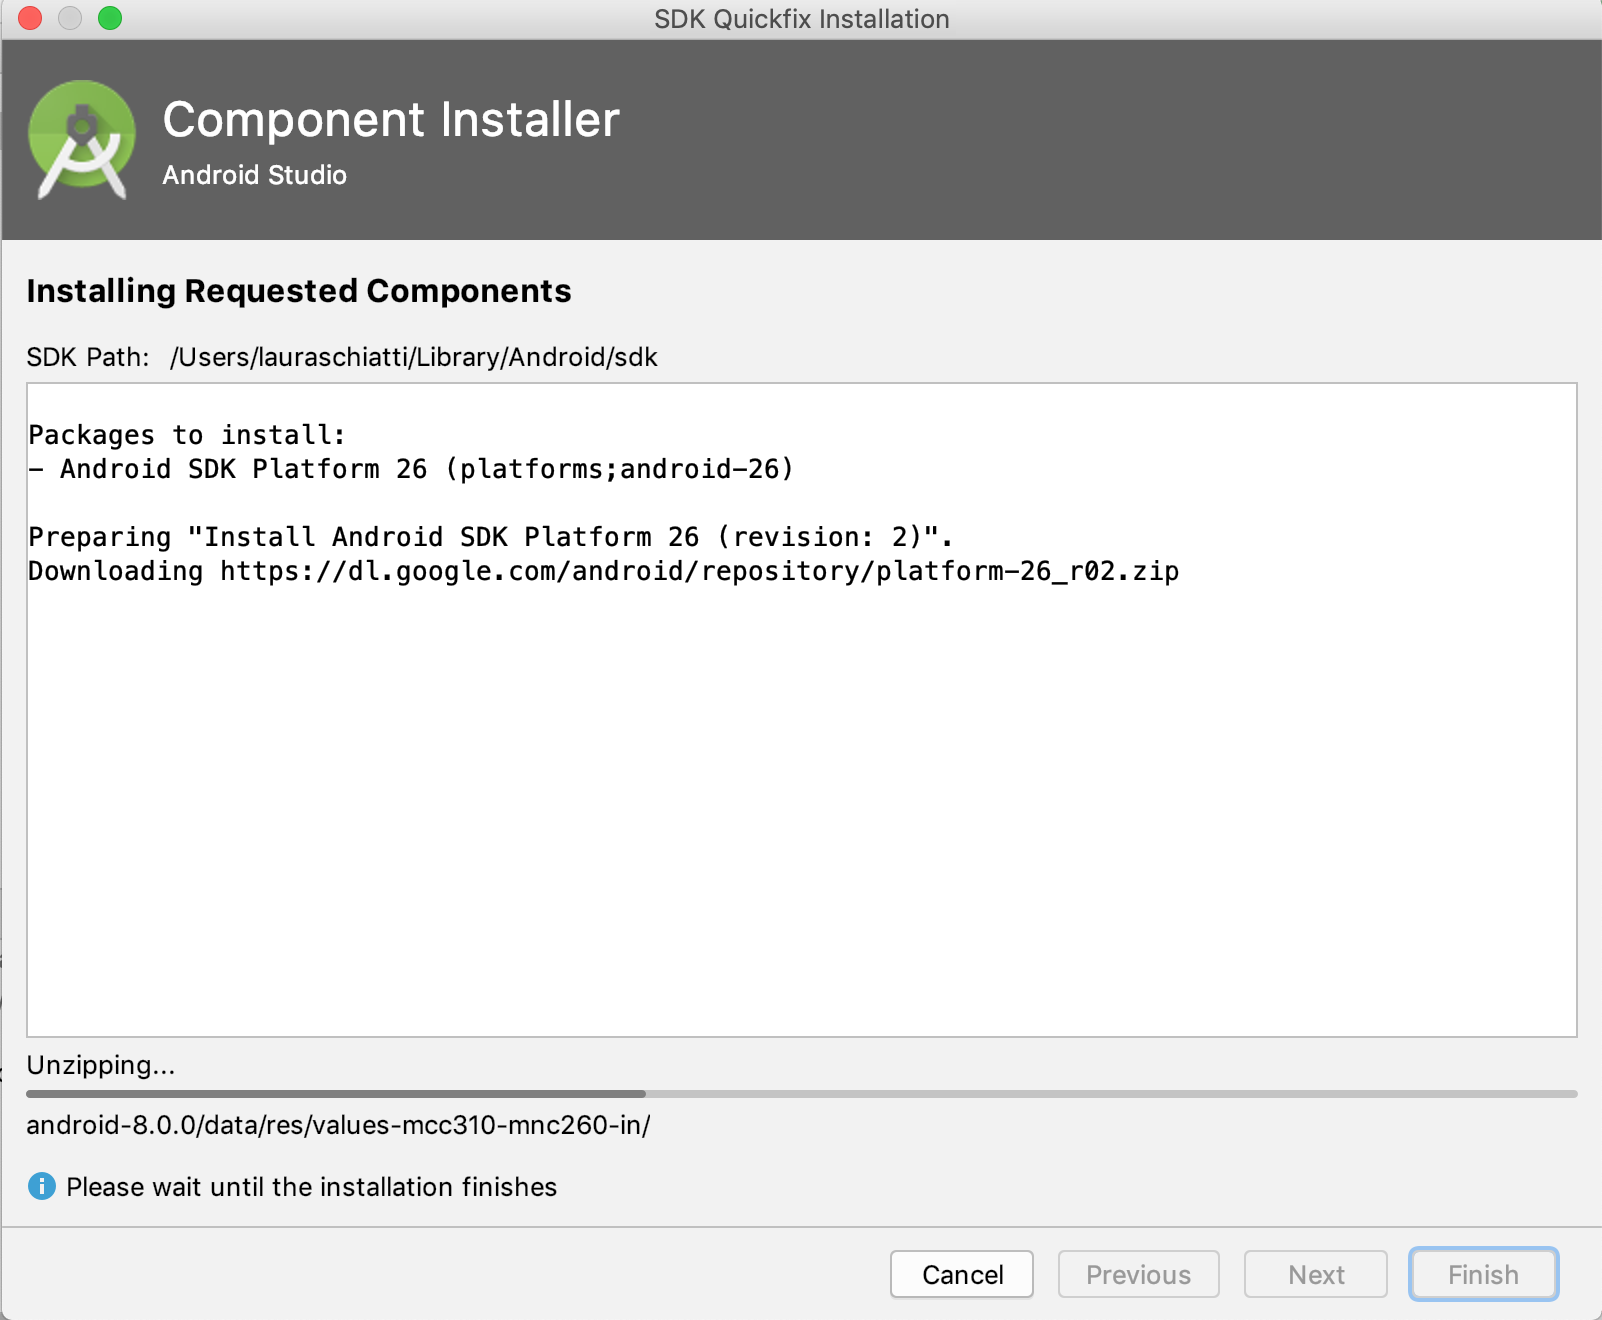 SDK Quickfix Installation
Component Installer
Android Studio
Installing Requested Components
SDK Path: /Users/lauraschiatti/Library/Android/sdk
Packages to install:
- Android SDK Platform 26 (platforms;android-26)
Preparing "Install Android SDK Platform 26 (revision: 2)".
Downloading https://dl.google.com/android/repository/platform-26_r02.zip
Unzipping...
android-8.0.0/data/res/values-mcc310-mnc260-in/
Please wait until the installation finishes
Cancel Previous Next Finish